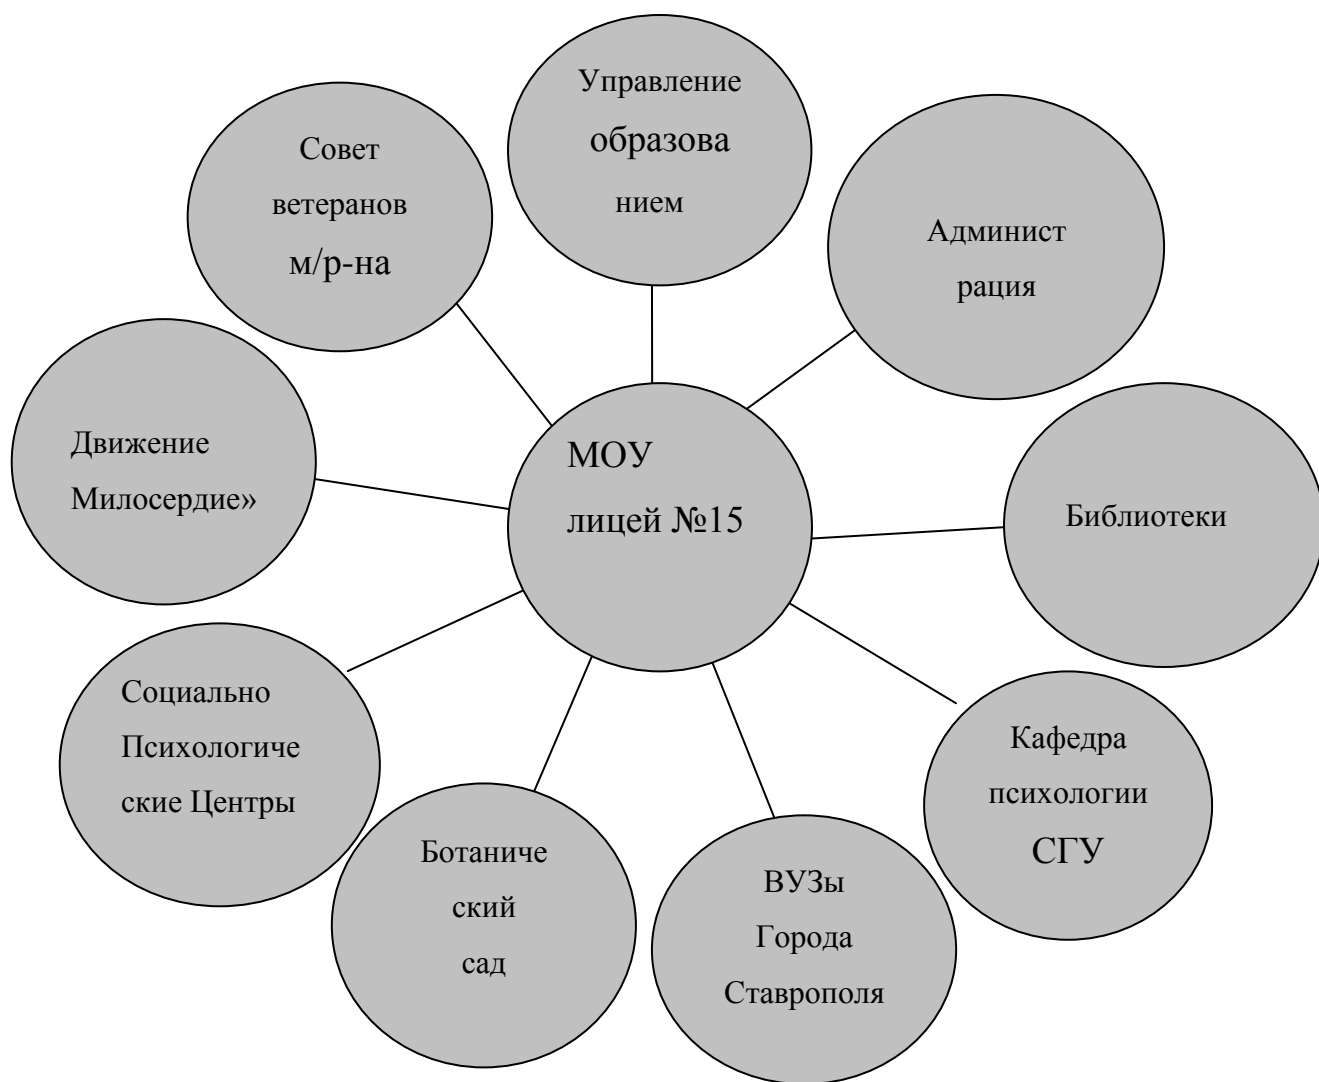 Управление
образова
нием
Совет
ветеранов
м/р-на
Админист
рация
Движение
Милосердие»
МОУ
лицей №15
Библиотеки
Социально
Психологиче
ские Центры
Кафедра
психологии
СГУ
Ботаниче
ский
сад
ВУЗы
Города
Ставрополя